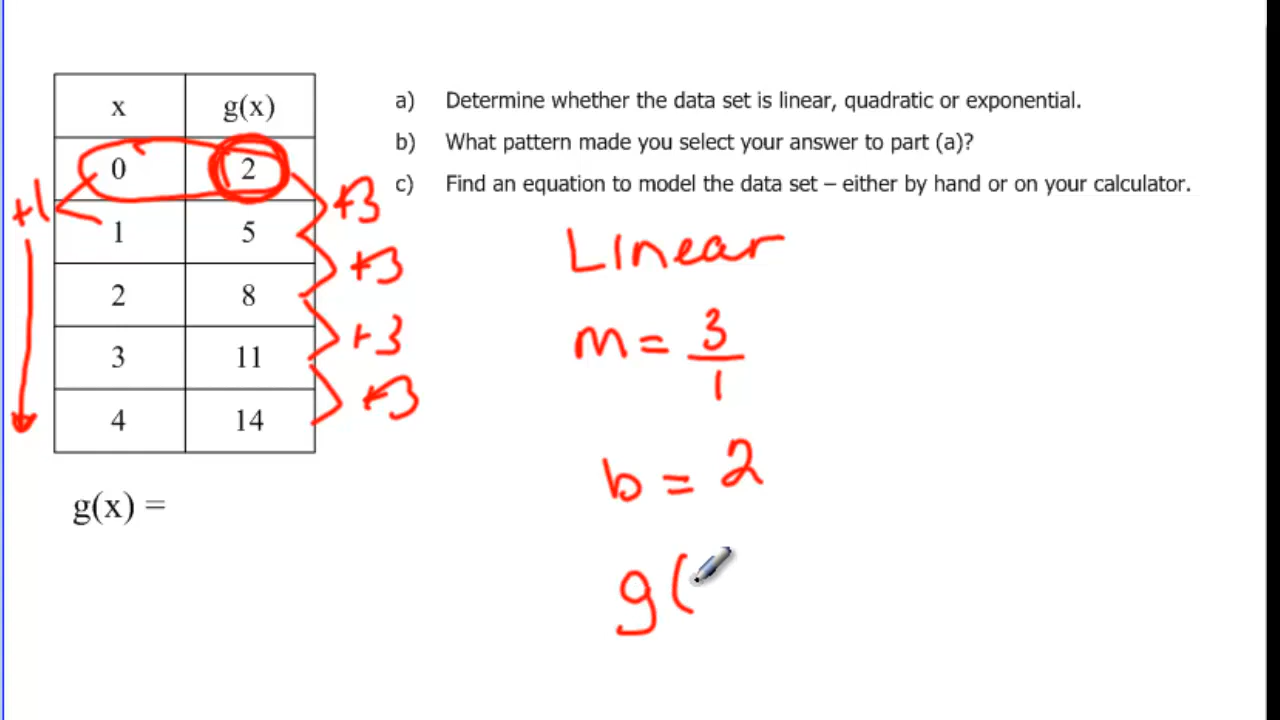 x g(x)
0 2
1 5
2 8
3 11
4 14
+1
+3
+3
+3
+3
g(x) =
a) Determine whether the data set is linear, quadratic or exponential.
b) What pattern made you select your answer to part (a)?
c) Find an equation to model the data set – either by hand or on your calculator.
Linear
m = 3/1
b = 2
g(